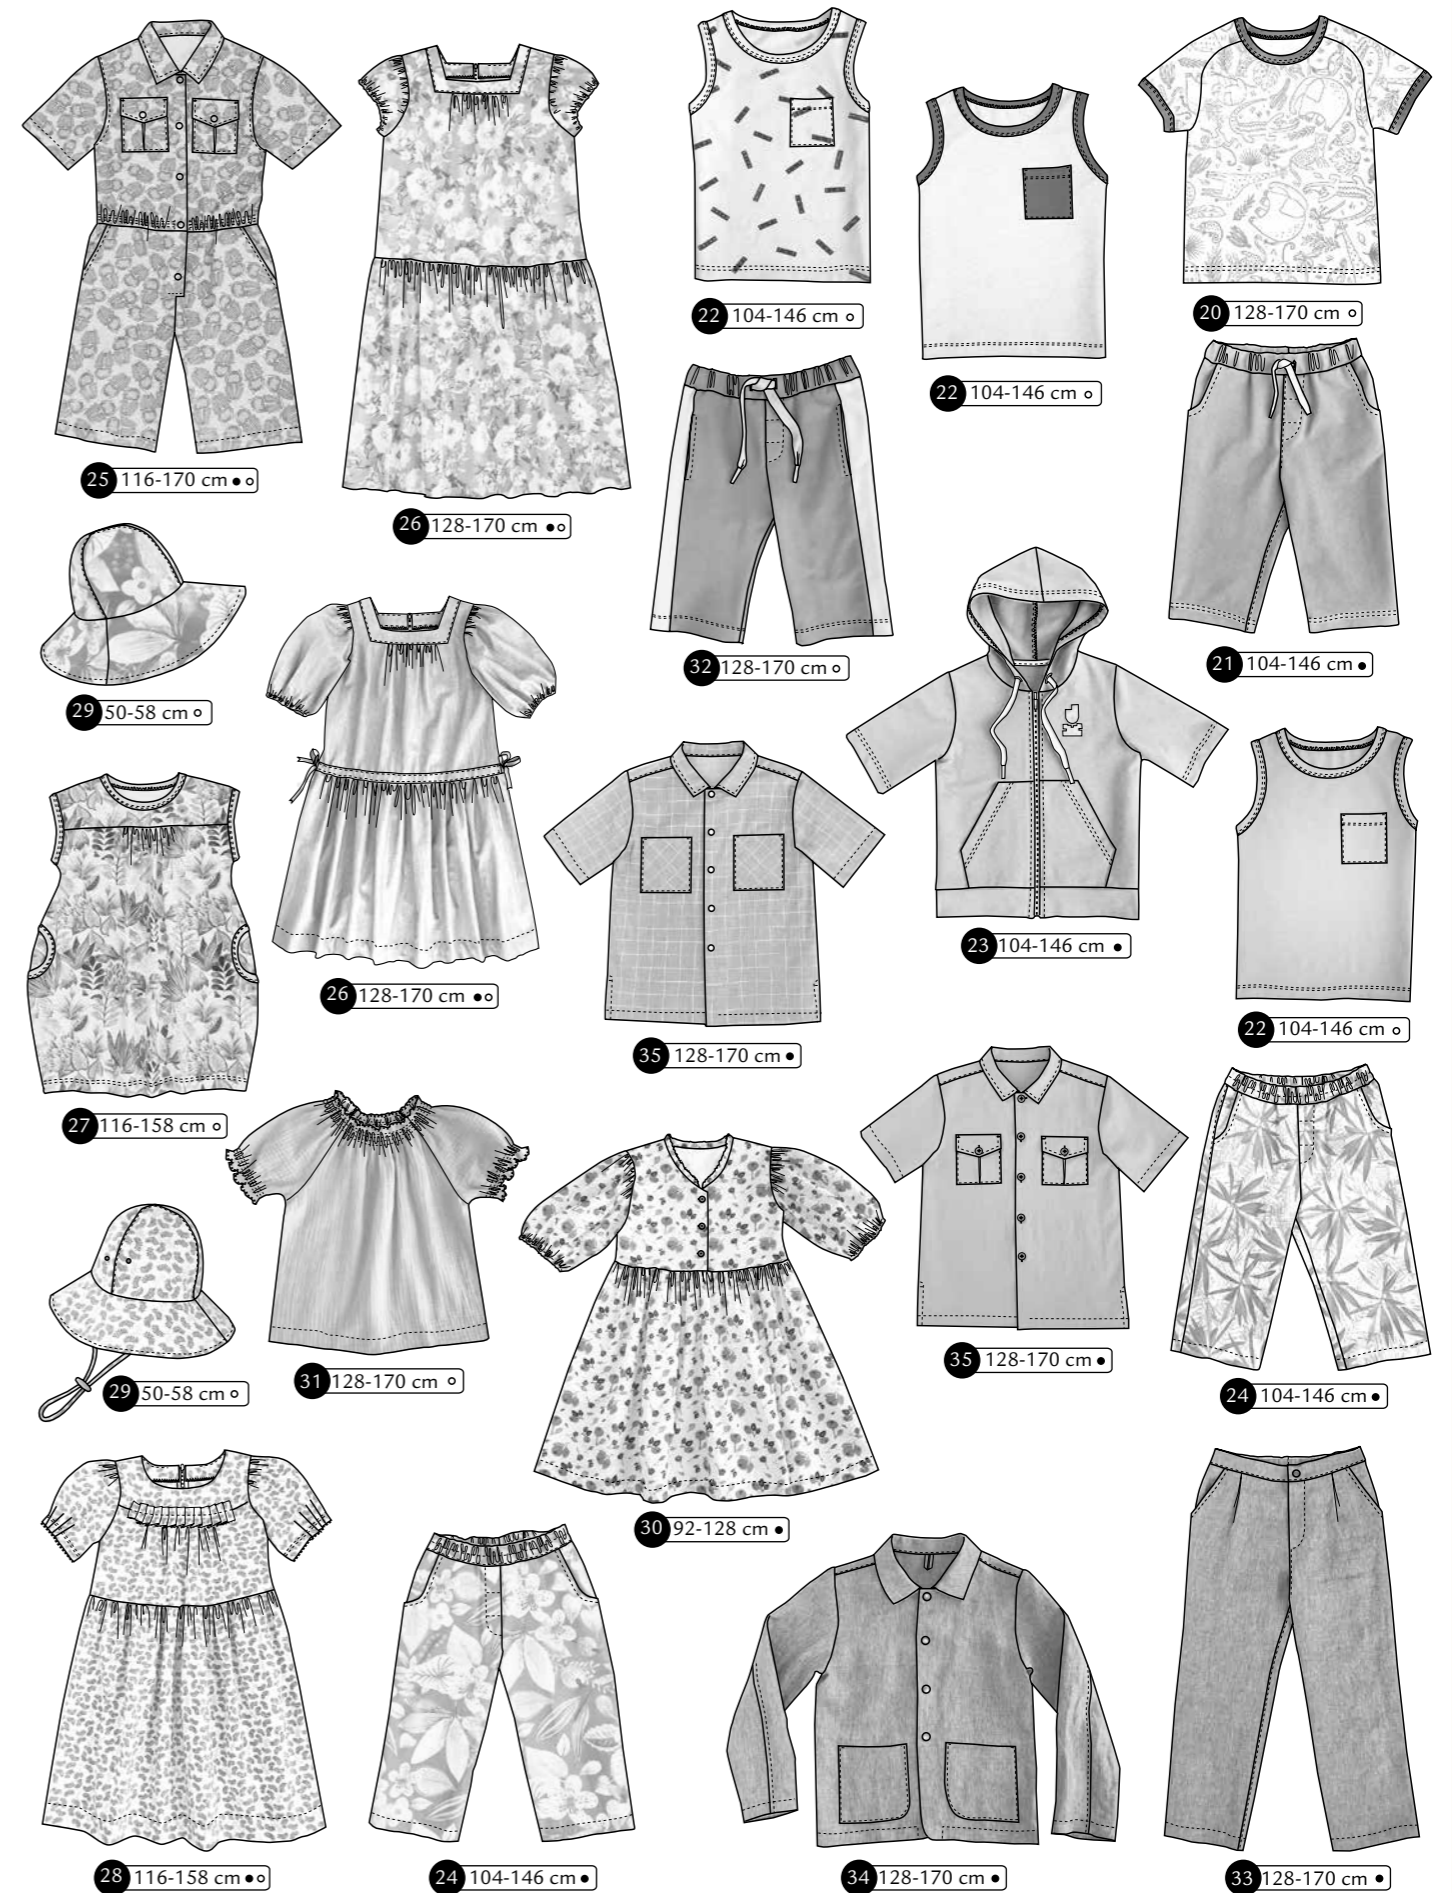 22 104-146 cm ○
20 128-170 cm ○
22 104-146 cm ○
25 116-170 cm ●○
26 128-170 cm ●○
32 128-170 cm ○
21 104-146 cm ●
29 50-58 cm ○
23 104-146 cm ●
26 128-170 cm ●○
22 104-146 cm ○
35 128-170 cm ●
27 116-158 cm ○
35 128-170 cm ●
31 128-170 cm ○
29 50-58 cm ○
24 104-146 cm ●
30 92-128 cm ●
28 116-158 cm ●○
24 104-146 cm ●
34 128-170 cm ●
33 128-170 cm ●